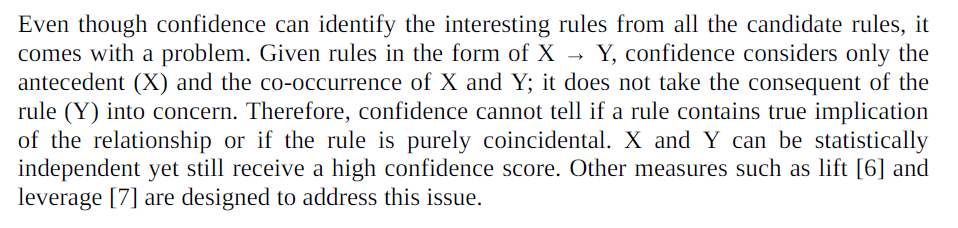 Even though confidence can identify the interesting rules from all the candidate rules, it
comes with a problem. Given rules in the form of X → Y, confidence considers only the
antecedent (X) and the co-occurrence of X and Y; it does not take the consequent of the
rule (Y) into concern. Therefore, confidence cannot tell if a rule contains true implication
of the relationship or if the rule is purely coincidental. X and Y can be statistically
independent yet still receive a high confidence score. Other measures such as lift [6] and
leverage [7] are designed to address this issue.